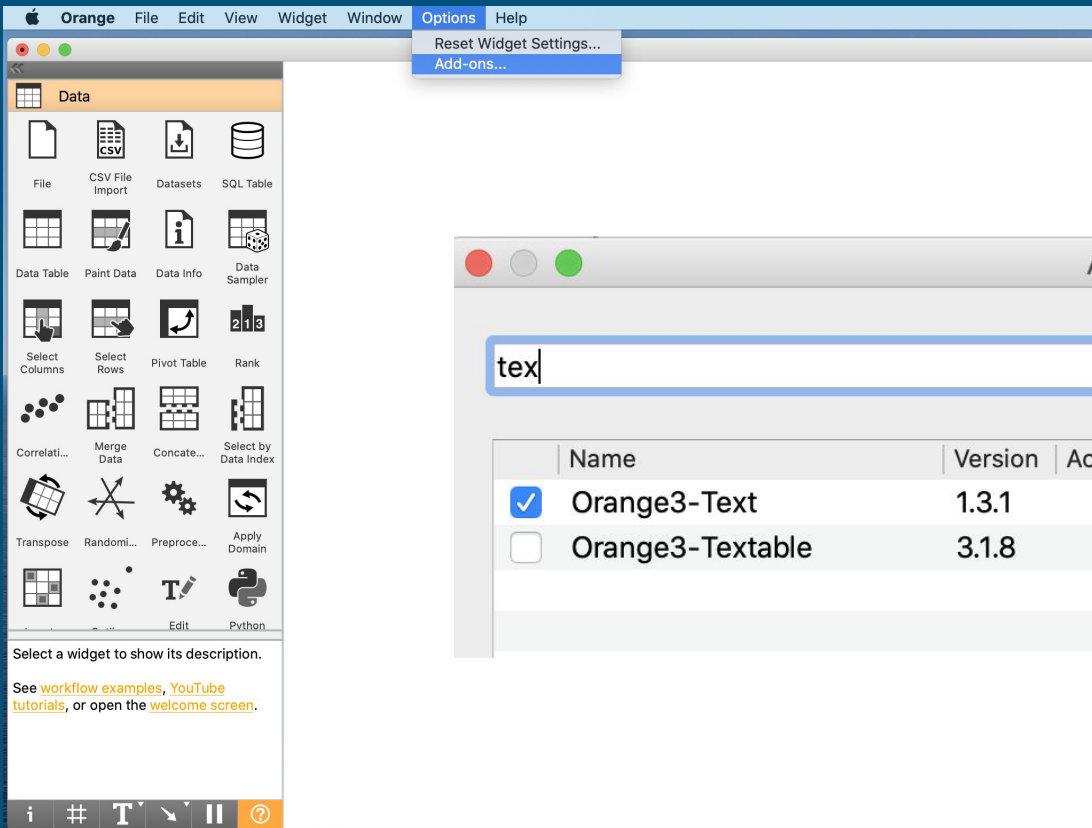 Orange File Edit View Widget Window Options Help
Reset Widget Settings...
Add-ons...
Data
CSV
File
CSV File
Import
Datasets
SQL Table
Data Table
Paint Data
Data Info
Data
Sampler
2 1 3
Select
Columns
Select
Rows
Pivot Table
Rank
Correlati...
Merge
Data
Concate...
Select by
Data Index
Transpose
Randomi...
Preproce...
Apply
Domain
Edit
Python
Select a widget to show its description.
See workflow examples, YouTube
tutorials, or open the welcome screen.
tex
Name Version
Orange3-Text 1.3.1
Orange3-Textable 3.1.8